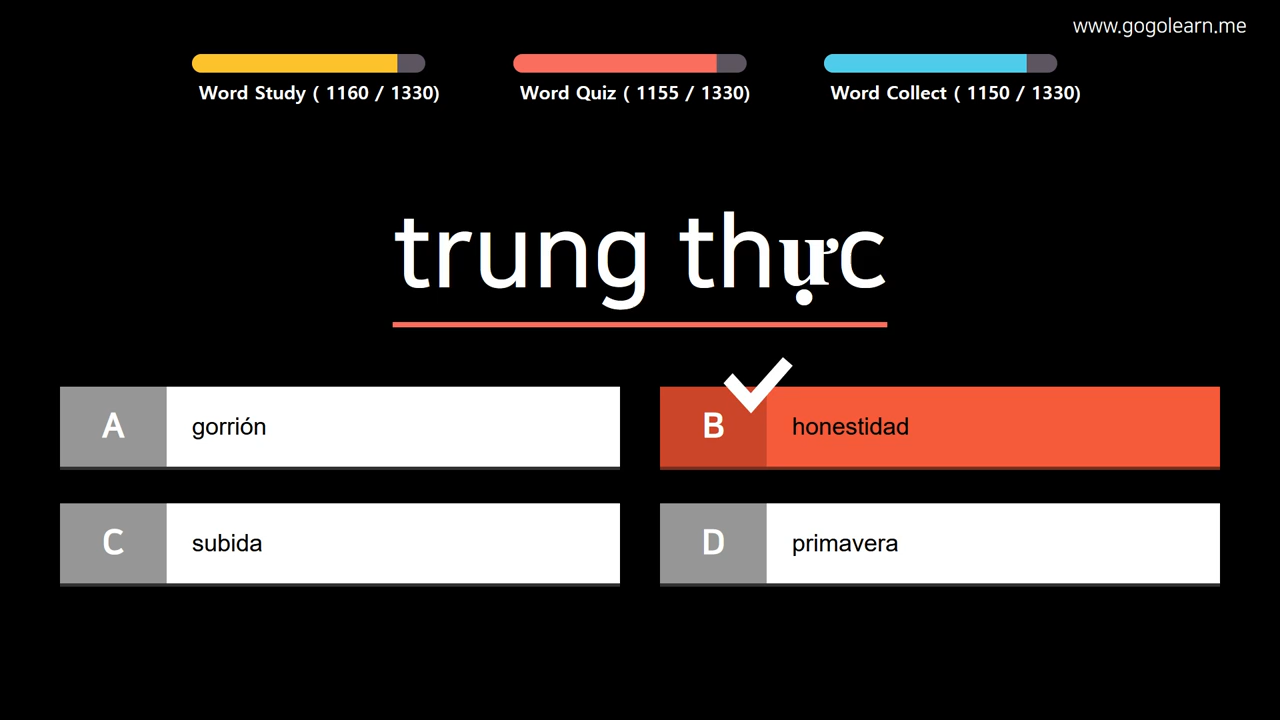 www.gogolearn.me
Word Study ( 1160 / 1330)
Word Quiz ( 1155 / 1330)
Word Collect ( 1150 / 1330)
trung thực
A gorrión
B honestidad
C subida
D primavera